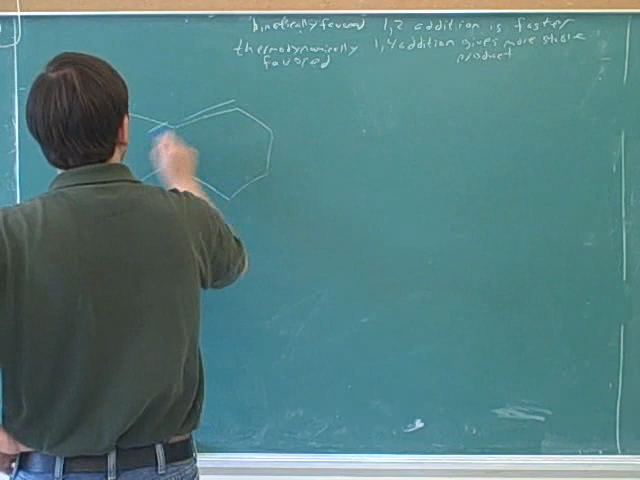 kinetically favored 1,2 addition is faster
thermodynamically 1,4 addition gives more stable
favored product